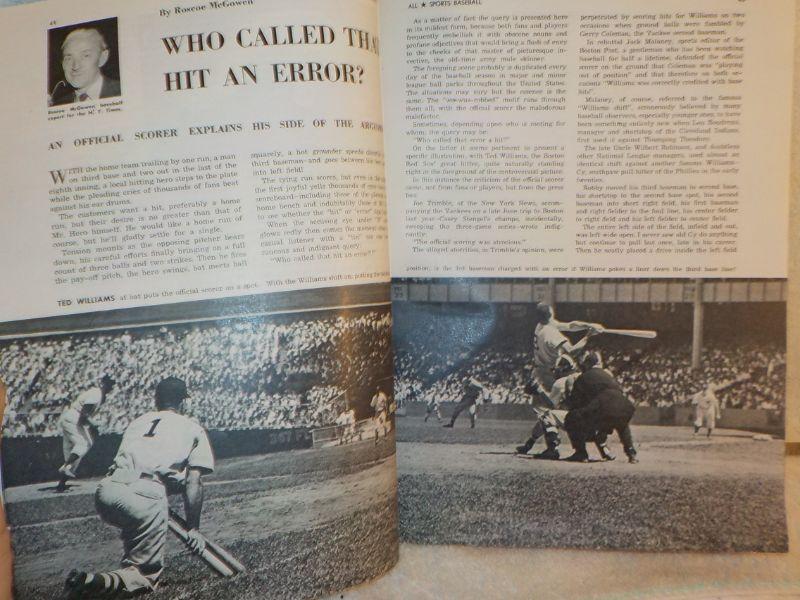 48
By Roscoe McGowen
WHO CALLED THA
HIT AN ERROR?
Roscoe McGowen, baseball
expert for the N. Y. Times.
AN OFFICIAL SCORER EXPLAINS HIS SIDE OF THE ARGUM
WITH the home team trailing by one run, a man
on third base and two out in the last of the
eighth inning, a local hitting hero steps to the plate
while the pleading cries of thousands of fans beat
against his ear drums.
The customers want a hit, preferably a home
run, but their desire is no greater than that of
Mr. Hero himself. He would like a home run of
course, but he'll gladly settle for a single.
Tension mounts as the opposing pitcher bears
down, his careful efforts finally bringing a full
count of three balls and two strikes. Then he fires
the pay-off pitch, the hero swings, bat meets ball
squarely, a hot grounder speeds
third baseman—and goes between his
into left field!
The tying run scores, but even in the
the first joyful yells thousands of eyes
scoreboard—including those of the
home bench and indubitably those of
to see whether the "hit" or "error"
When the accusing eye under
glows redly then comes the moment
casual listener with a "tin" ear
raucous and indignant query:
"Who called that hit an error?"
TED WILLIAMS at bat puts the official scorer on a spot. With the Williams shift on, putting the
ALL ★ SPORTS BASEBALL
As a matter of fact the query is presented here
in its mildest form, because both fans and players
frequently embellish it with obscene nouns and
profane adjectives that would bring a flush of envy
to the cheeks of that master of picturesque in-
vective, the old-time army mule skinner.
The foregoing scene probably is duplicated every
day of the baseball season in major and minor
league ball parks throughout the United States.
The situations may vary but the essence is the
same. The "we-was-robbed" motif runs through
them all, with the official scorer the malodorous
malefactor.
Sometimes, depending upon who is rooting for
whom, the query may be:
"Who called that error a hit?"
On the latter it seems pertinent to present a
specific illustration, with Ted Williams, the Boston
Red Sox' great hitter, quite naturally standing
right in the foreground of the controversial picture.
In this instance the criticism of the official scorer
came, not from fans or players, but from the press
box.
Joe Trimble, of the New York News, accom-
panying the Yankees on a late June trip to Boston
last year—Casey Stengel's champs, incidentally,
sweeping the three-game series—wrote indig-
nantly:
"The official scoring was atrocious."
The alleged atrocities, in Trimble's opinion, were
perpetrated by scoring hits for Williams on two
occasions when ground balls were fumbled by
Gerry Coleman, the Yankee second baseman.
In rebuttal Jack Malaney, sports editor of the
Boston Post, a gentleman who has been watching
baseball for half a lifetime, defended the official
scorer on the ground that Coleman was "playing
out of position" and that therefore on both oc-
casions "Williams was correctly credited with base
hits".
Malaney, of course, referred to the famous
"Williams shift", erroneously believed by many
baseball observers, especially younger ones, to have
been something entirely new when Lou Boudreau,
manager and shortstop of the Cleveland Indians,
first used it against Thumping Theodore.
The late Uncle Wilbert Robinson, and doubtless
other National League managers, used almost an
identical shift against another famous Williams—
Cy, southpaw pull hitter of the Phillies in the early
twenties.
Robby moved his third baseman to second base,
his shortstop to the second base spot, his second
baseman into short right field, his first baseman
and right fielder to the foul line, his center fielder
to right field and his left fielder to center field.
The entire left side of the field, infield and out,
was left wide open. I never saw old Cy do anything
but continue to pull but once, late in his career.
Then he neatly placed a drive inside the left field
position, is the 3rd baseman charged with an error if Williams pokes a liner down the third base line?
1
367 FT.